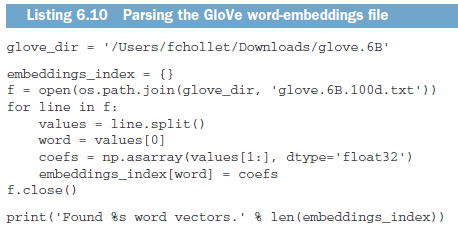 Listing 6.10 Parsing the GloVe word-embeddings file
glove_dir = '/Users/fchollet/Downloads/glove.6B'
embeddings_index = {}
f = open(os.path.join(glove_dir, 'glove.6B.100d.txt'))
for line in f:
    values = line.split()
    word = values[0]
    coefs = np.asarray(values[1:], dtype='float32')
    embeddings_index[word] = coefs
f.close()
print('Found %s word vectors.' % len(embeddings_index))